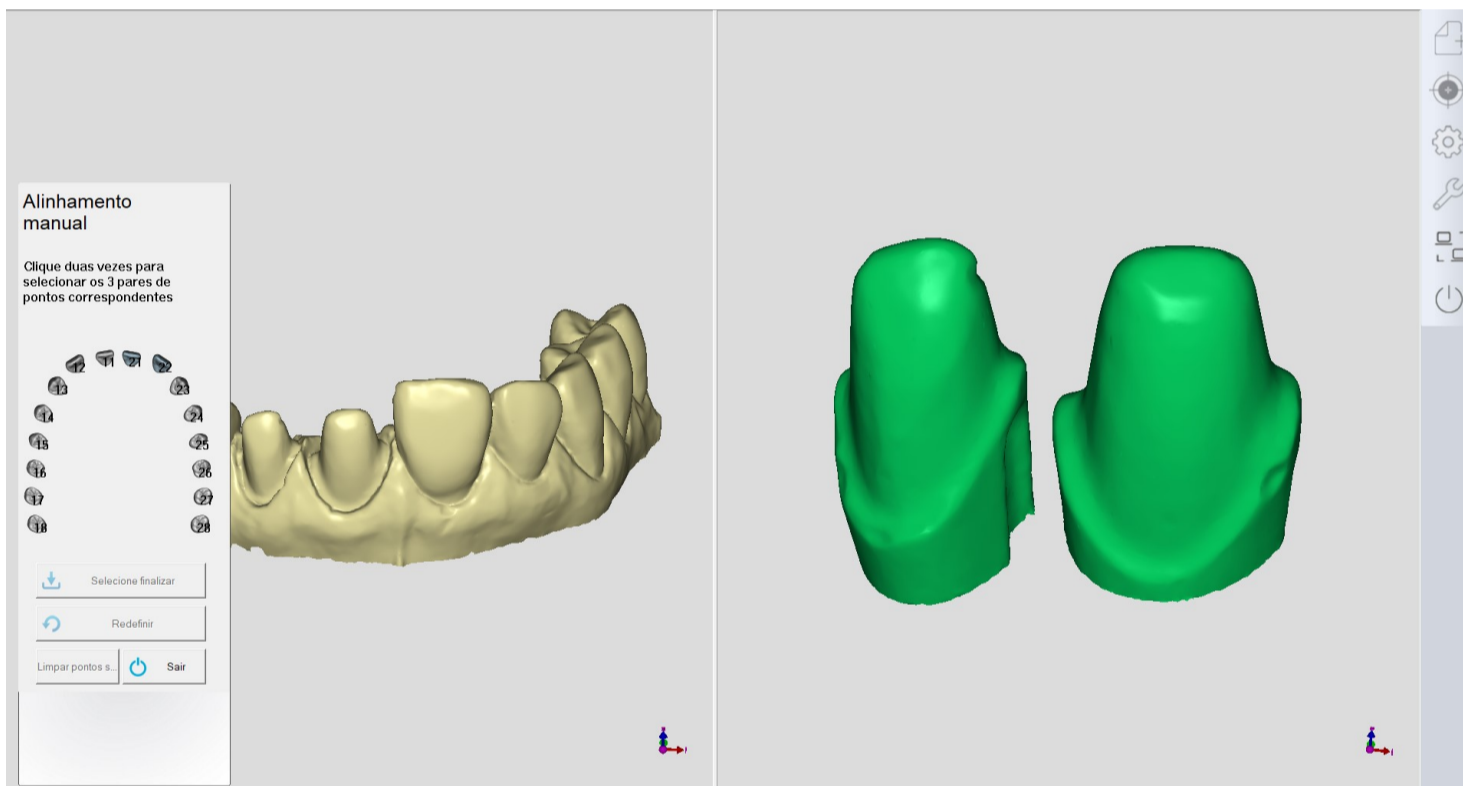 Alinhamento
manual
Clique duas vezes para
selecionar os 3 pares de
pontos correspondentes
12 11 21 22
13 23
14 24
15 25
16 26
17 27
18 28
Selecione finalizar
Redefinir
Limpar pontos s... Sair